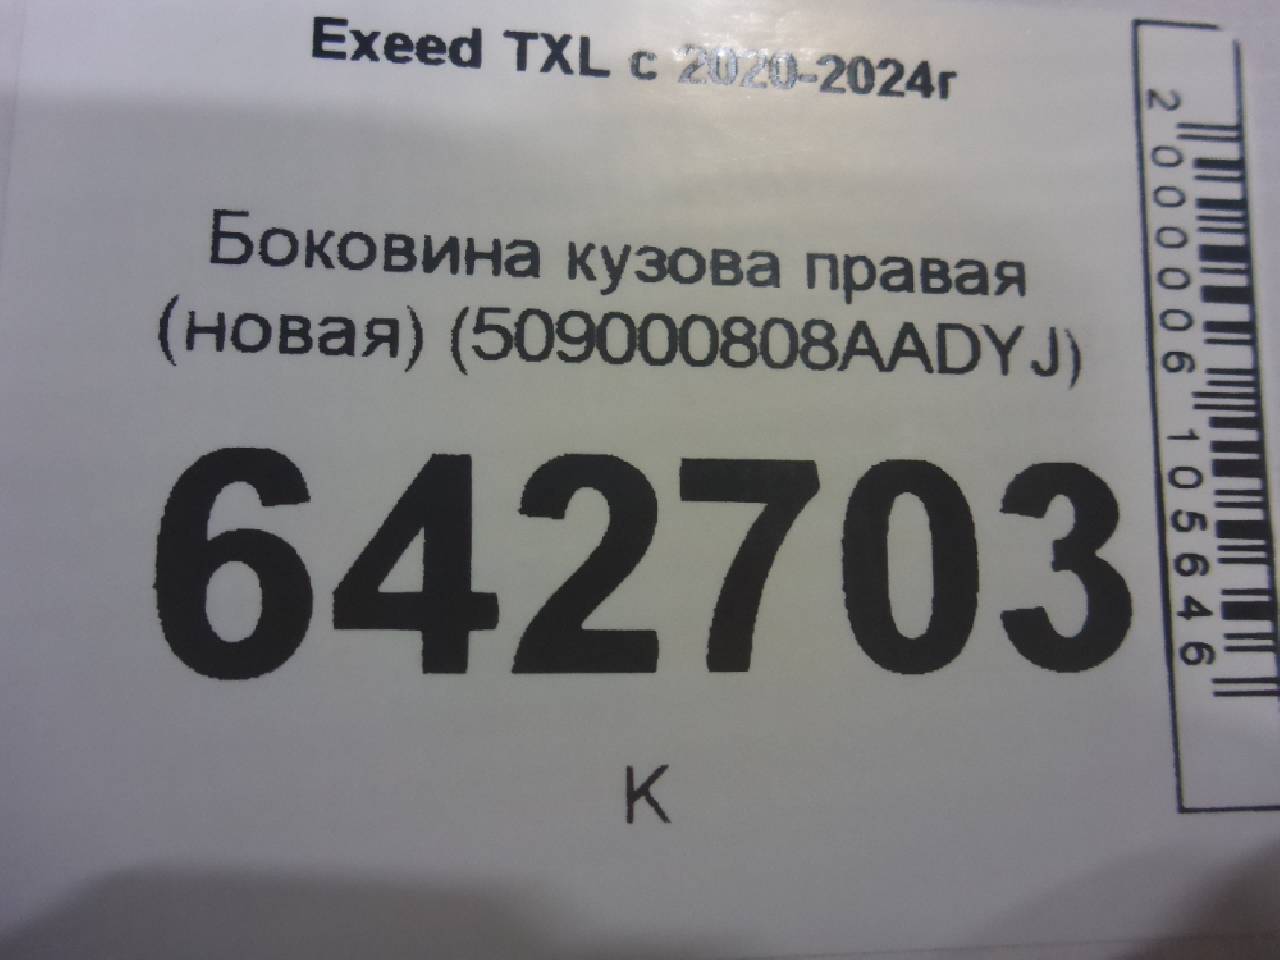 Exeed TXL с 2020-2024г
Боковина кузова правая
(новая) (509000808AADYJ)
642703
К
2000006105646